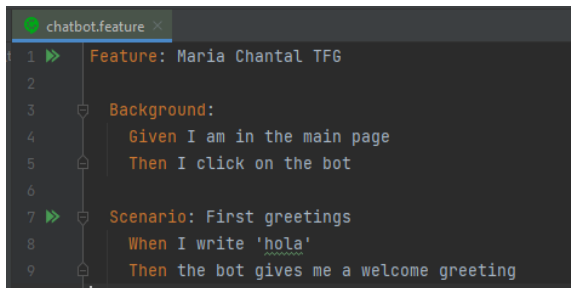 chatbot.feature
1 Feature: Maria Chantal TFG
2
3 Background:
4 Given I am in the main page
5 Then I click on the bot
6
7 Scenario: First greetings
8 When I write 'hola'
9 Then the bot gives me a welcome greeting